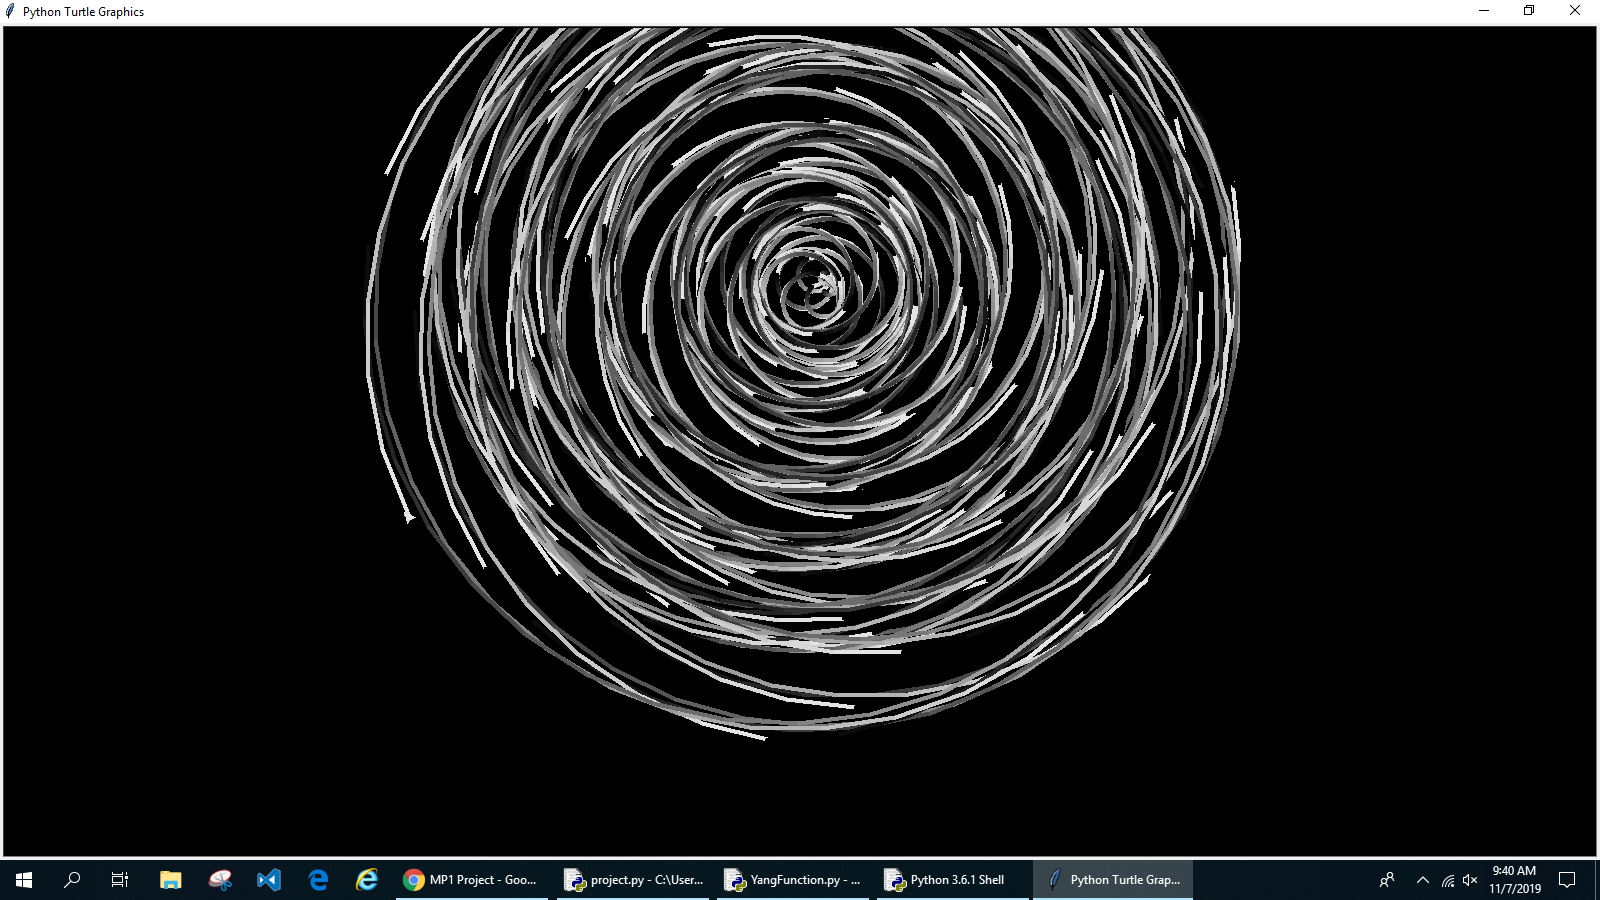 Python Turtle Graphics
MP1 Project - Goo...
project.py - C:\User...
YangFunction.py - ...
Python 3.6.1 Shell
Python Turtle Grap...
9:40 AM
11/7/2019